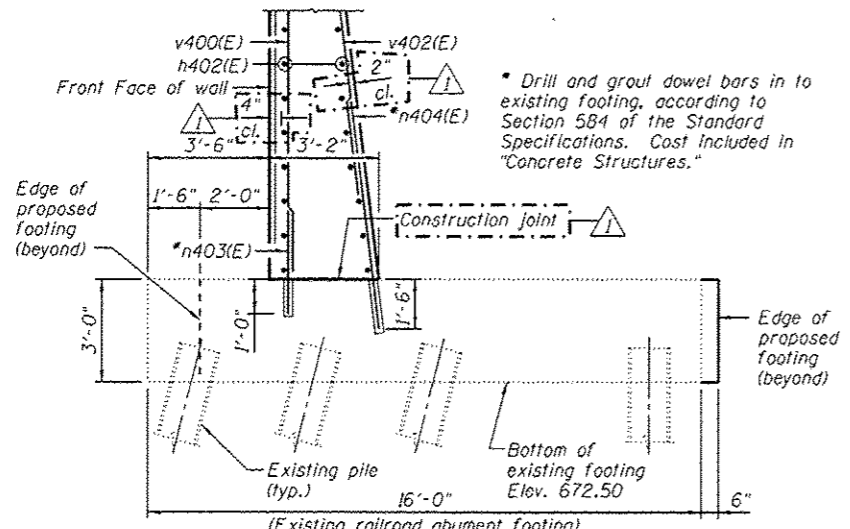 v400(E)
v402(E)
h402(E)
Front Face of wall
2"
cl.
1
4"
cl.
1
*n404(E)
* Drill and grout dowel bars in to
existing footing, according to
Section 584 of the Standard
Specifications. Cost included in
"Concrete Structures."
3'-6"
3'-2"
Edge of
proposed
footing
(beyond)
1'-6"
2'-0"
Construction joint
1
*n403(E)
3'-0"
1'-0"
1'-6"
Edge of
proposed
footing
(beyond)
Existing pile
(typ.)
Bottom of
existing footing
Elev. 672.50
16'-0"
6"
(Existing railroad abument footing)